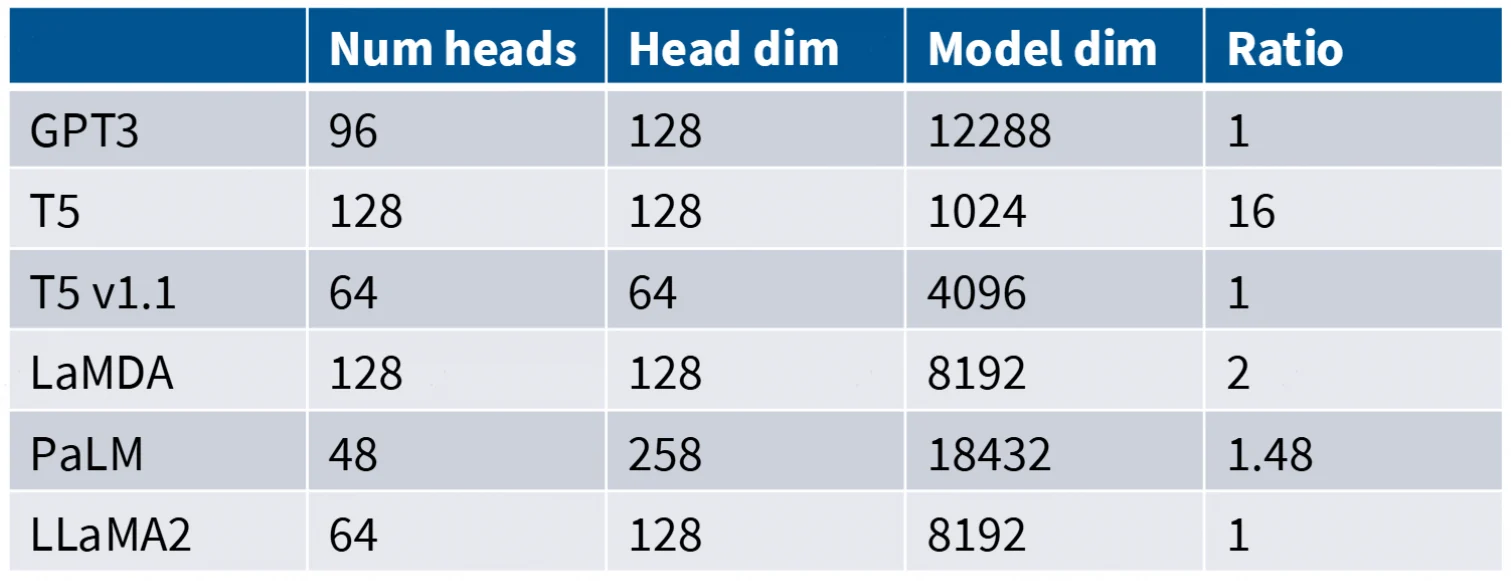 Num heads Head dim Model dim Ratio
GPT3 96 128 12288 1
T5 128 128 1024 16
T5 v1.1 64 64 4096 1
LaMDA 128 128 8192 2
PaLM 48 258 18432 1.48
LLaMA2 64 128 8192 1